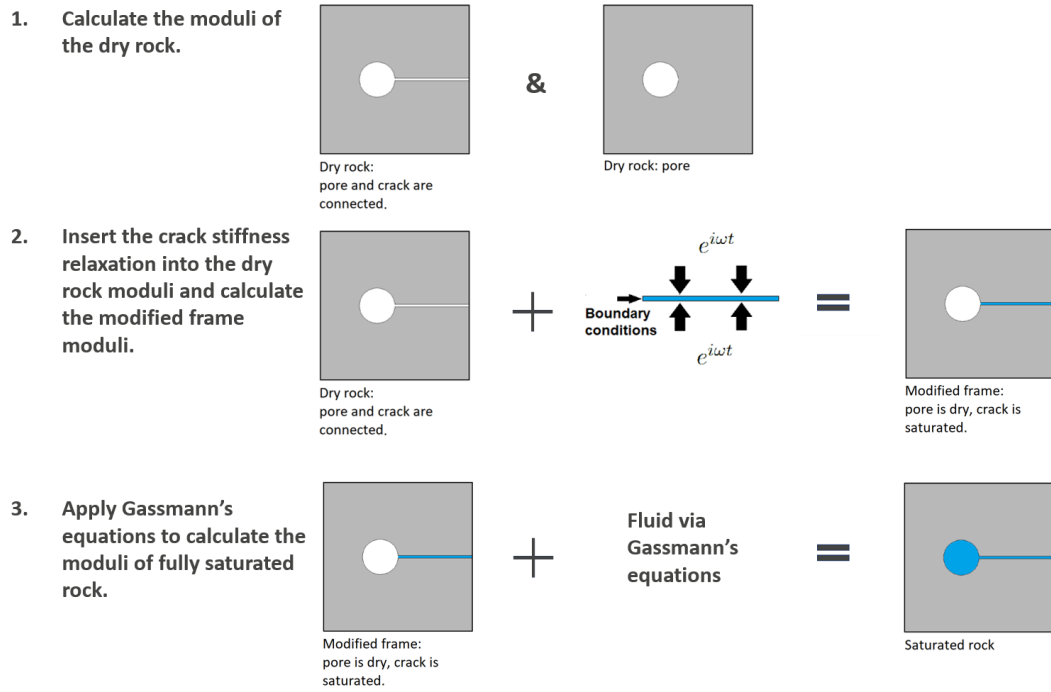 1. Calculate the moduli of
the dry rock.
&
Dry rock:
pore and crack are
connected.
Dry rock: pore
2. Insert the crack stiffness
relaxation into the dry
rock moduli and calculate
the modified frame
moduli.
Dry rock:
pore and crack are
connected.
+
e^{iωt}
Boundary
conditions
e^{iωt}
=
Modified frame:
pore is dry, crack is
saturated.
3. Apply Gassmann’s
equations to calculate the
moduli of fully saturated
rock.
Modified frame:
pore is dry, crack is
saturated.
+
Fluid via
Gassmann’s
equations
=
Saturated rock